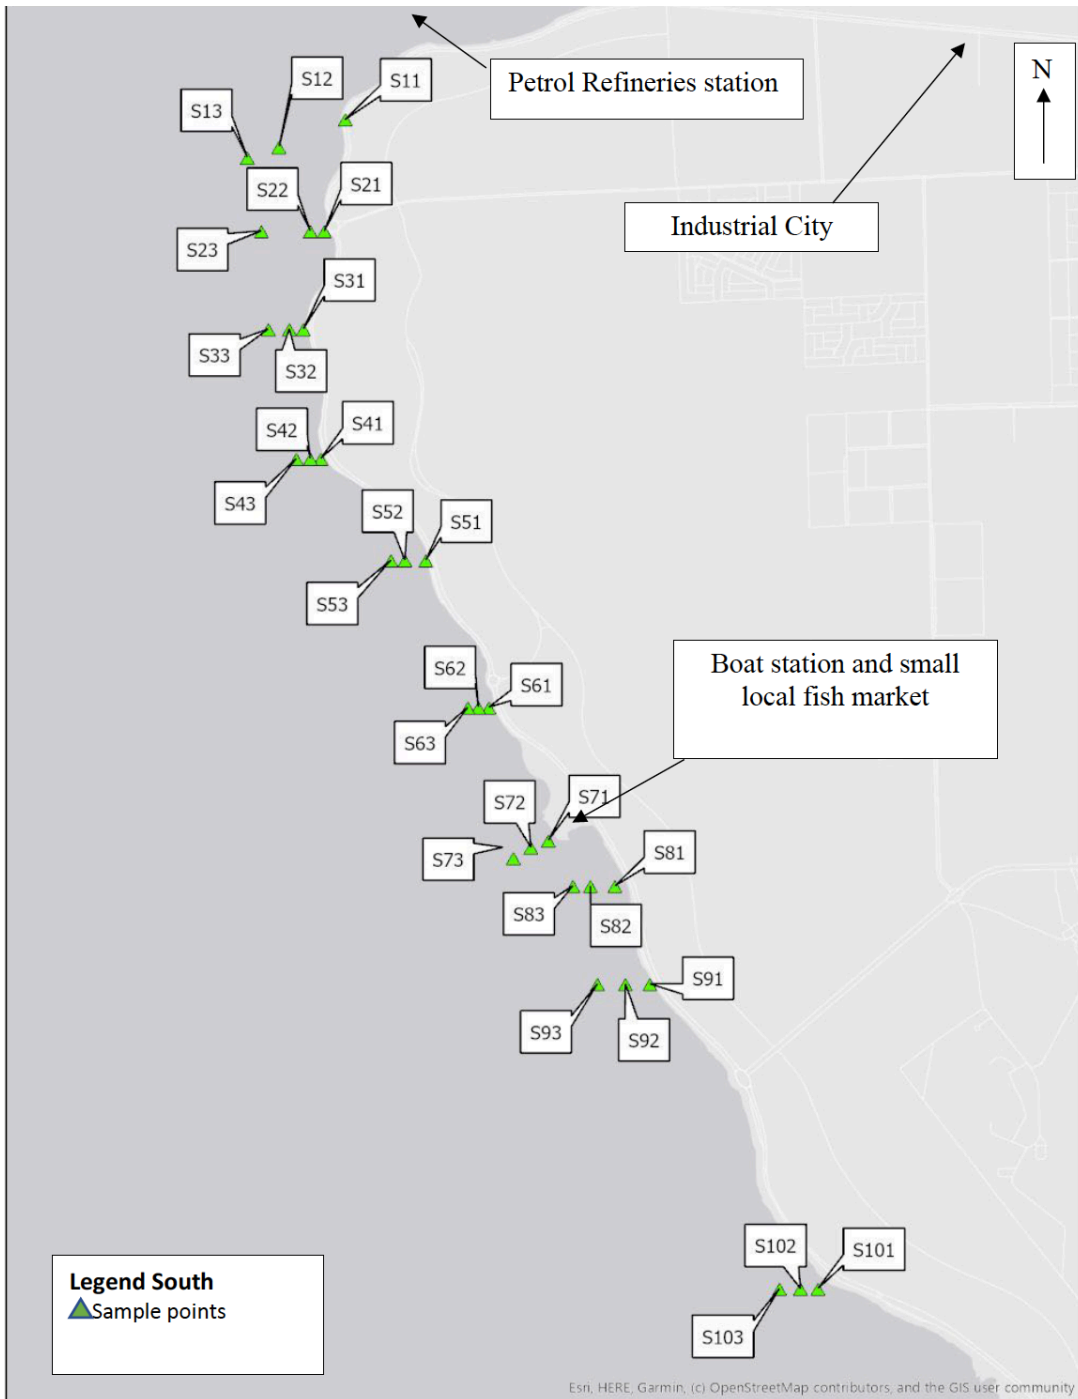 Petrol Refineries station
N
S12
S11
S13
S22
S21
Industrial City
S23
S31
S33
S32
S42
S41
S43
S52
S51
S53
Boat station and small
local fish market
S62
S61
S63
S72
S71
S73
S81
S83
S82
S91
S93
S92
S102
S101
S103
Legend South
Sample points
Esri, HERE, Garmin, (c) OpenStreetMap contributors, and the GIS user community